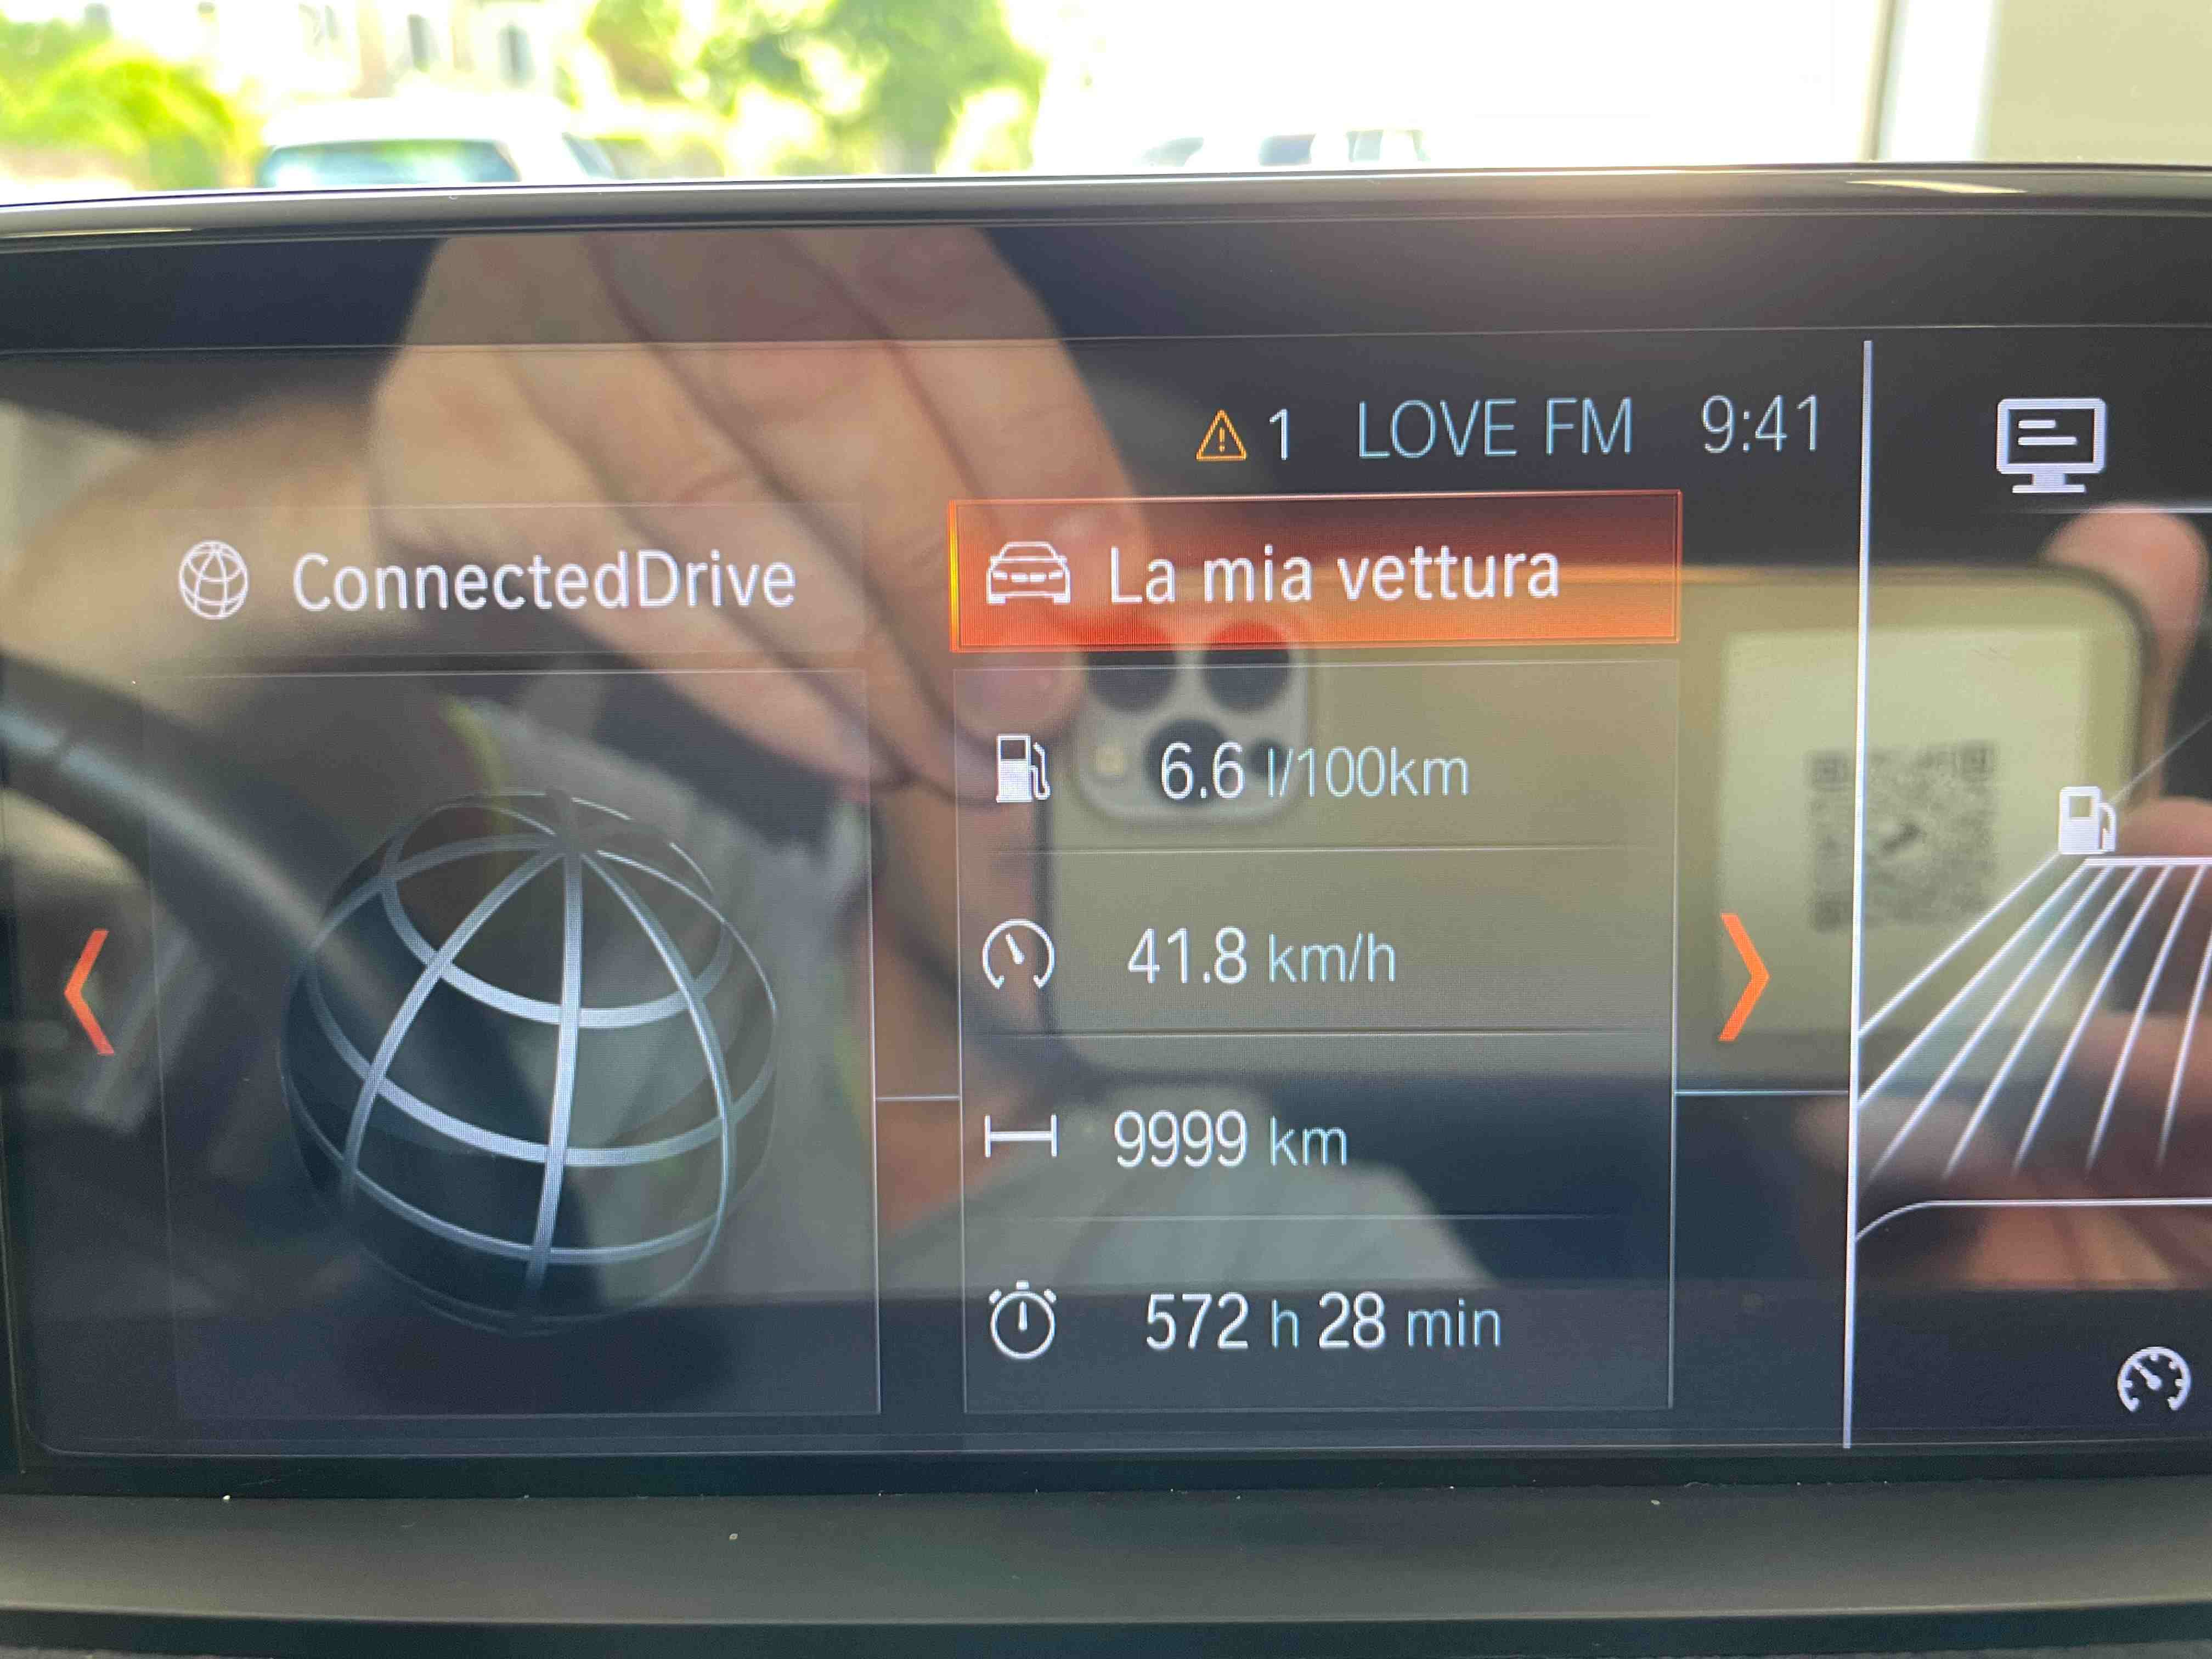 1 LOVE FM 9:41
ConnectedDrive
La mia vettura
6.6 l/100km
41.8 km/h
9999 km
572 h 28 min